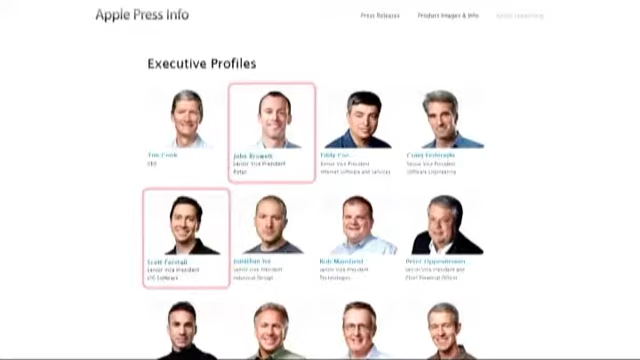 Apple Press Info
Press Releases
Product Images & Info
Executive Profiles
Tim Cook
CEO
John Browett
Senior Vice President
Retail
Eddy Cue
Senior Vice President
Internet Software and Services
Craig Federighi
Senior Vice President
Software Engineering
Scott Forstall
Senior Vice President
iOS Software
Jonathan Ive
Senior Vice President
Industrial Design
Bob Mansfield
Senior Vice President
Technologies
Peter Oppenheimer
Senior Vice President and
Chief Financial Officer